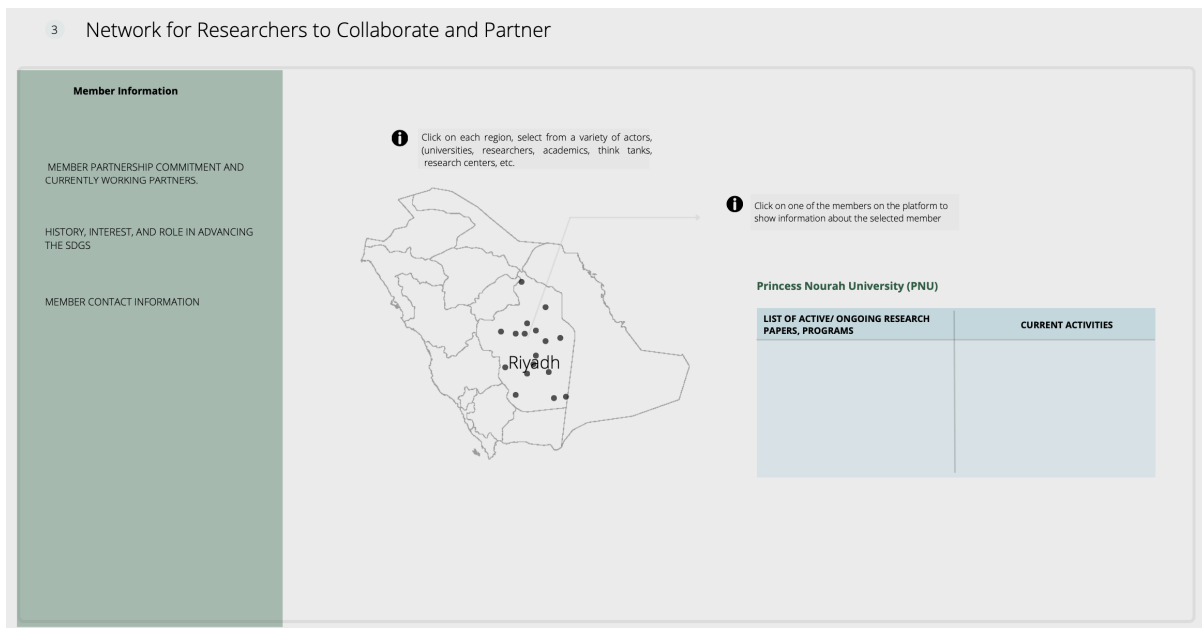 3
Network for Researchers to Collaborate and Partner
Member Information
MEMBER PARTNERSHIP COMMITMENT AND
CURRENTLY WORKING PARTNERS.
HISTORY, INTEREST, AND ROLE IN ADVANCING
THE SDGS
MEMBER CONTACT INFORMATION
Click on each region, select from a variety of actors,
(universities, researchers, academics, think tanks,
research centers, etc.
Riyadh
Click on one of the members on the platform to
show information about the selected member
Princess Nourah University (PNU)
LIST OF ACTIVE/ ONGOING RESEARCH
PAPERS, PROGRAMS
CURRENT ACTIVITIES